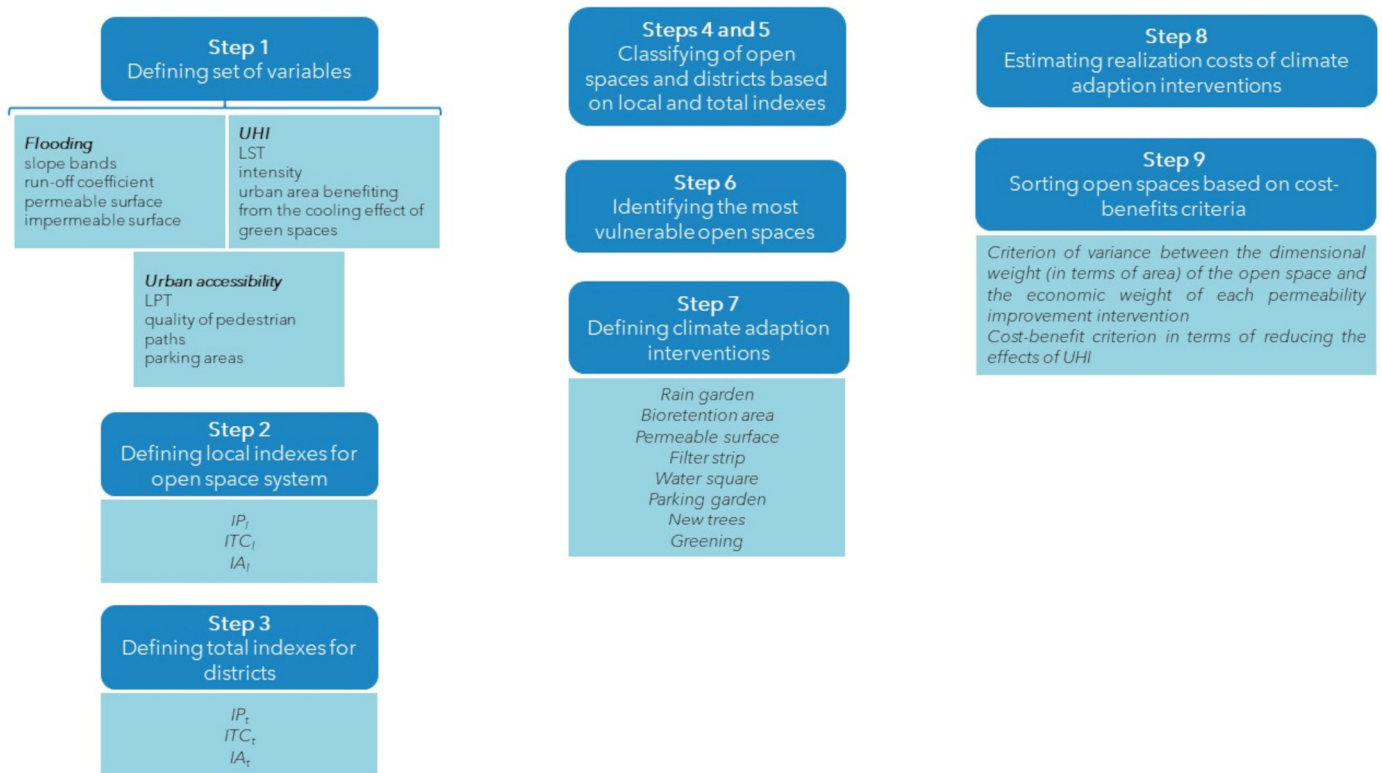 Step 1
Defining set of variables
Flooding
slope bands
run-off coefficient
permeable surface
impermeable surface
UHI
LST
intensity
urban area benefiting
from the cooling effect of
green spaces
Urban accessibility
LPT
quality of pedestrian
paths
parking areas
Step 2
Defining local indexes for
open space system
IPₗ
ITCₗ
IAₗ
Step 3
Defining total indexes for
districts
IPₜ
ITCₜ
IAₜ
Steps 4 and 5
Classifying of open
spaces and districts based
on local and total indexes
Step 6
Identifying the most
vulnerable open spaces
Step 7
Defining climate adaption
interventions
Rain garden
Bioretention area
Permeable surface
Filter strip
Water square
Parking garden
New trees
Greening
Step 8
Estimating realization costs of climate
adaption interventions
Step 9
Sorting open spaces based on cost-
benefits criteria
Criterion of variance between the dimensional
weight (in terms of area) of the open space and
the economic weight of each permeability
improvement intervention
Cost-benefit criterion in terms of reducing the
effects of UHI